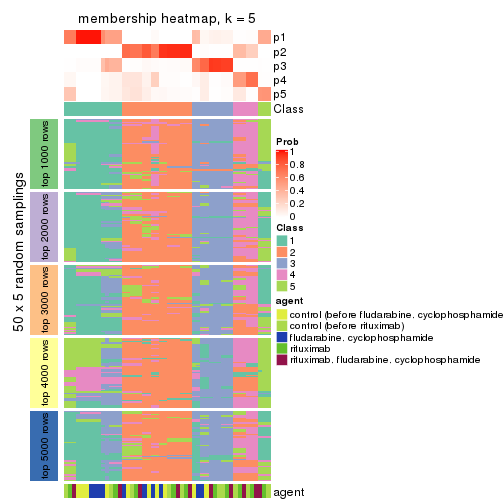 membership heatmap, k = 5
p1
p2
p3
p4
p5
Class
50 x 5 random samplings
top 1000 rows
top 2000 rows
top 3000 rows
top 4000 rows
top 5000 rows
Prob
1
0.8
0.6
0.4
0.2
0
Class
1
2
3
4
5
agent
control (before fludarabine. cyclophosphamide
control (before rituximab)
fludarabine. cyclophosphamide
rituximab
rituximab. fludarabine. cyclophosphamide
agent